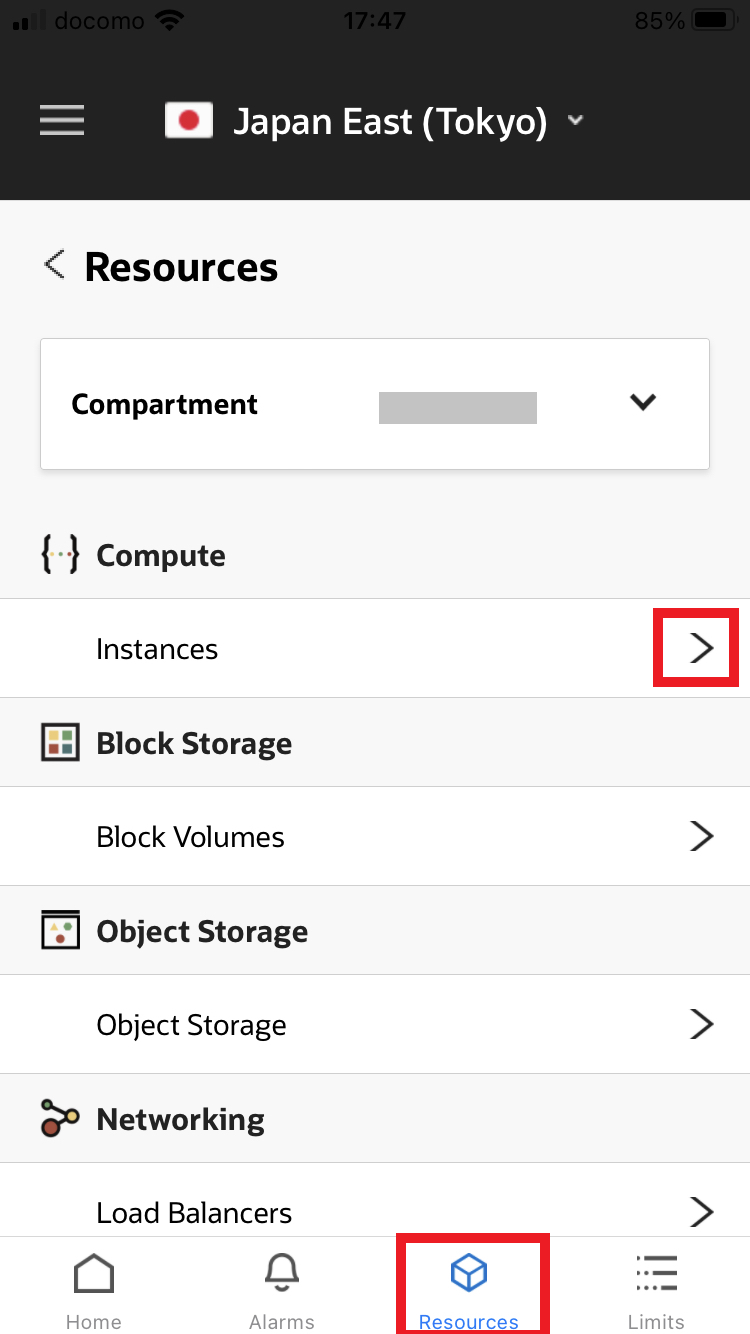 docomo 17:47 85%
Japan East (Tokyo)
Resources
Compartment
Compute
Instances
Block Storage
Block Volumes
Object Storage
Object Storage
Networking
Load Balancers
Home Alarms Resources Limits